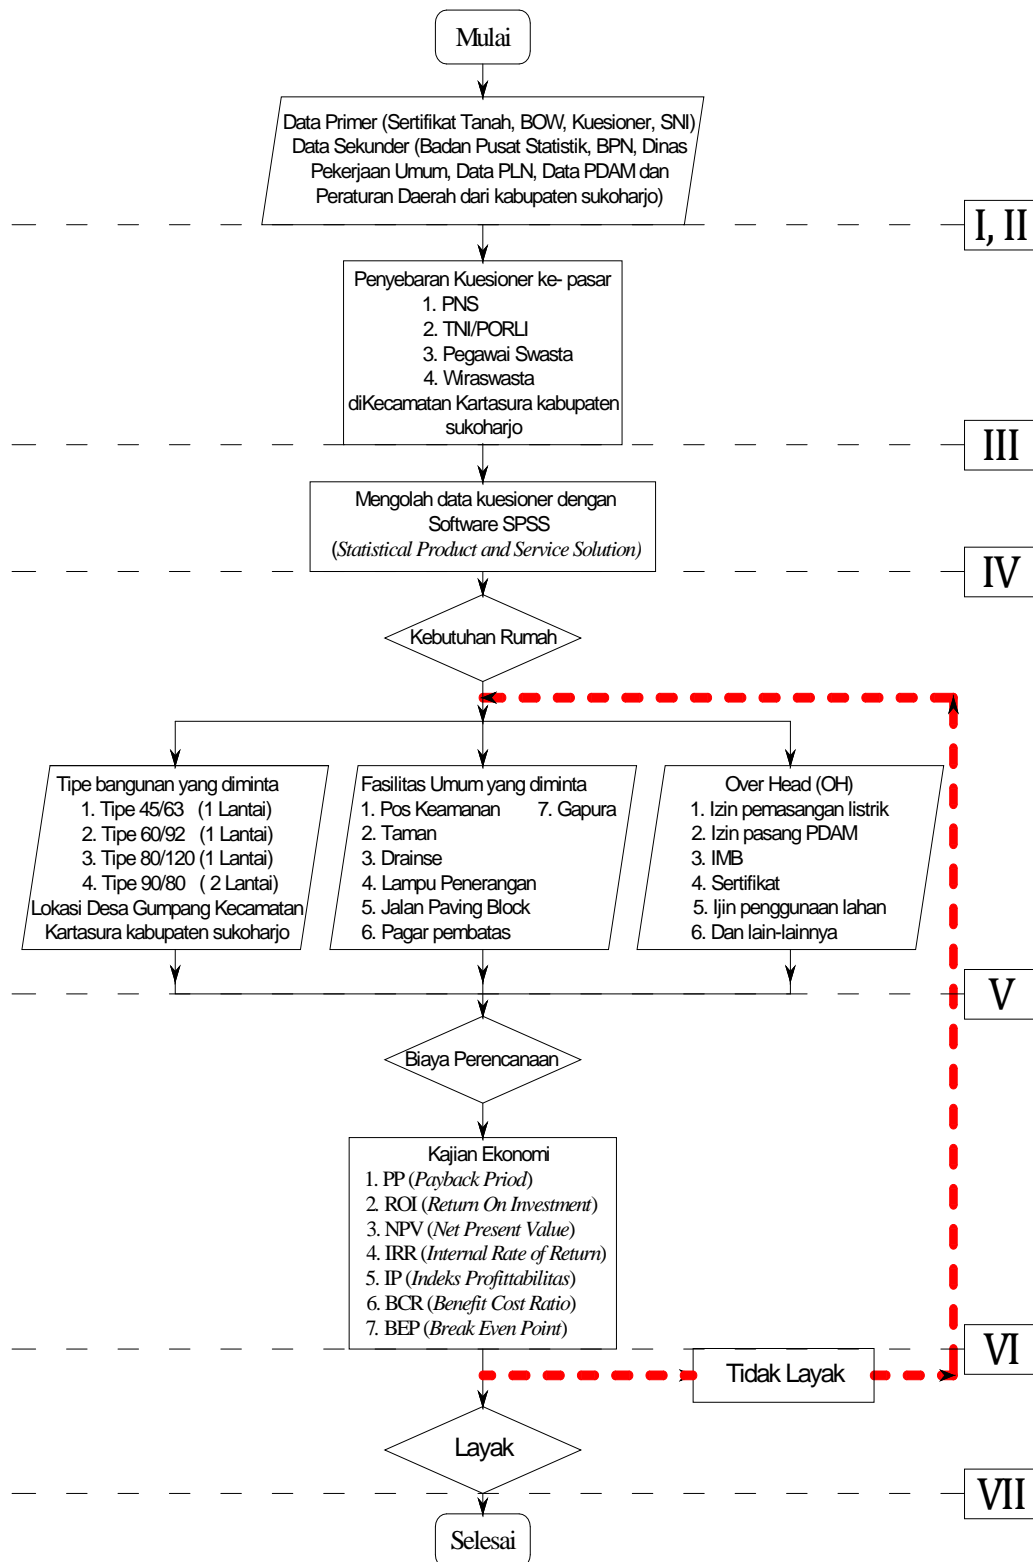 Mulai
Data Primer (Sertifikat Tanah, BOW, Kuesioner, SNI)
Data Sekunder (Badan Pusat Statistik, BPN, Dinas
Pekerjaan Umum, Data PLN, Data PDAM dan
Peraturan Daerah dari kabupaten sukoharjo)
I, II
Penyebaran Kuesioner ke- pasar
1. PNS
2. TNI/PORLI
3. Pegawai Swasta
4. Wiraswasta
diKecamatan Kartasura kabupaten
sukoharjo
III
Mengolah data kuesioner dengan
Software SPSS
(Statistical Product and Service Solution)
IV
Kebutuhan Rumah
Tipe bangunan yang diminta
1. Tipe 45/63 (1 Lantai)
2. Tipe 60/92 (1 Lantai)
3. Tipe 80/120 (1 Lantai)
4. Tipe 90/80 ( 2 Lantai)
Lokasi Desa Gumpang Kecamatan
Kartasura kabupaten sukoharjo
Fasilitas Umum yang diminta
1. Pos Keamanan 7. Gapura
2. Taman
3. Drainse
4. Lampu Penerangan
5. Jalan Paving Block
6. Pagar pembatas
Over Head (OH)
1. Izin pemasangan listrik
2. Izin pasang PDAM
3. IMB
4. Sertifikat
5. Ijin penggunaan lahan
6. Dan lain-lainnya
V
Biaya Perencanaan
Kajian Ekonomi
1. PP (Payback Priod)
2. ROI (Return On Investment)
3. NPV (Net Present Value)
4. IRR (Internal Rate of Return)
5. IP (Indeks Profittabilitas)
6. BCR (Benefit Cost Ratio)
7. BEP (Break Even Point)
VI
Tidak Layak
Layak
VII
Selesai